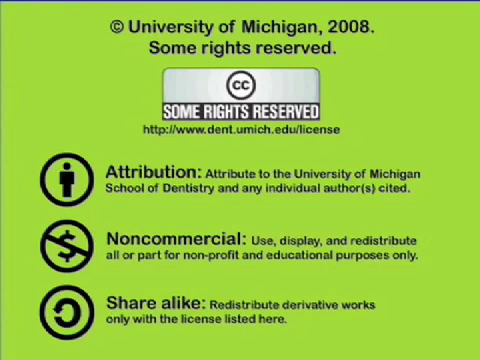 © University of Michigan, 2008.
Some rights reserved.
cc
SOME RIGHTS RESERVED
http://www.dent.umich.edu/license
Attribution: Attribute to the University of Michigan
School of Dentistry and any individual author(s) cited.
$
Noncommercial: Use, display, and redistribute
all or part for non-profit and educational purposes only.
Share alike: Redistribute derivative works
only with the license listed here.